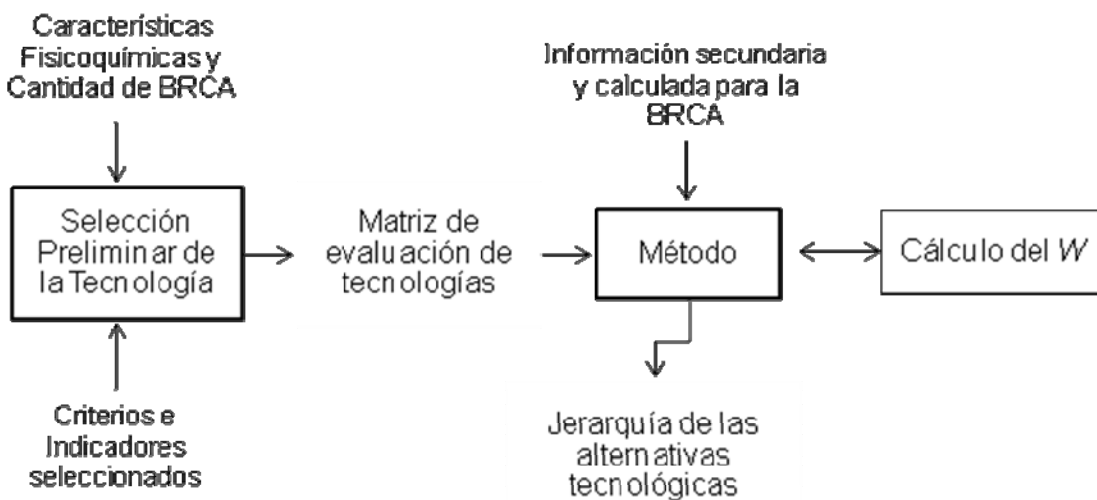 Características
Fisicoquímicas y
Cantidad de BRCA
Información secundaria
y calculada para la
BRCA
Selección
Preliminar de
la Tecnología
Matriz de
evaluación de
tecnologías
Método
Cálculo del W
Criterios e
Indicadores
seleccionados
Jerarquía de las
alternativas
tecnológicas